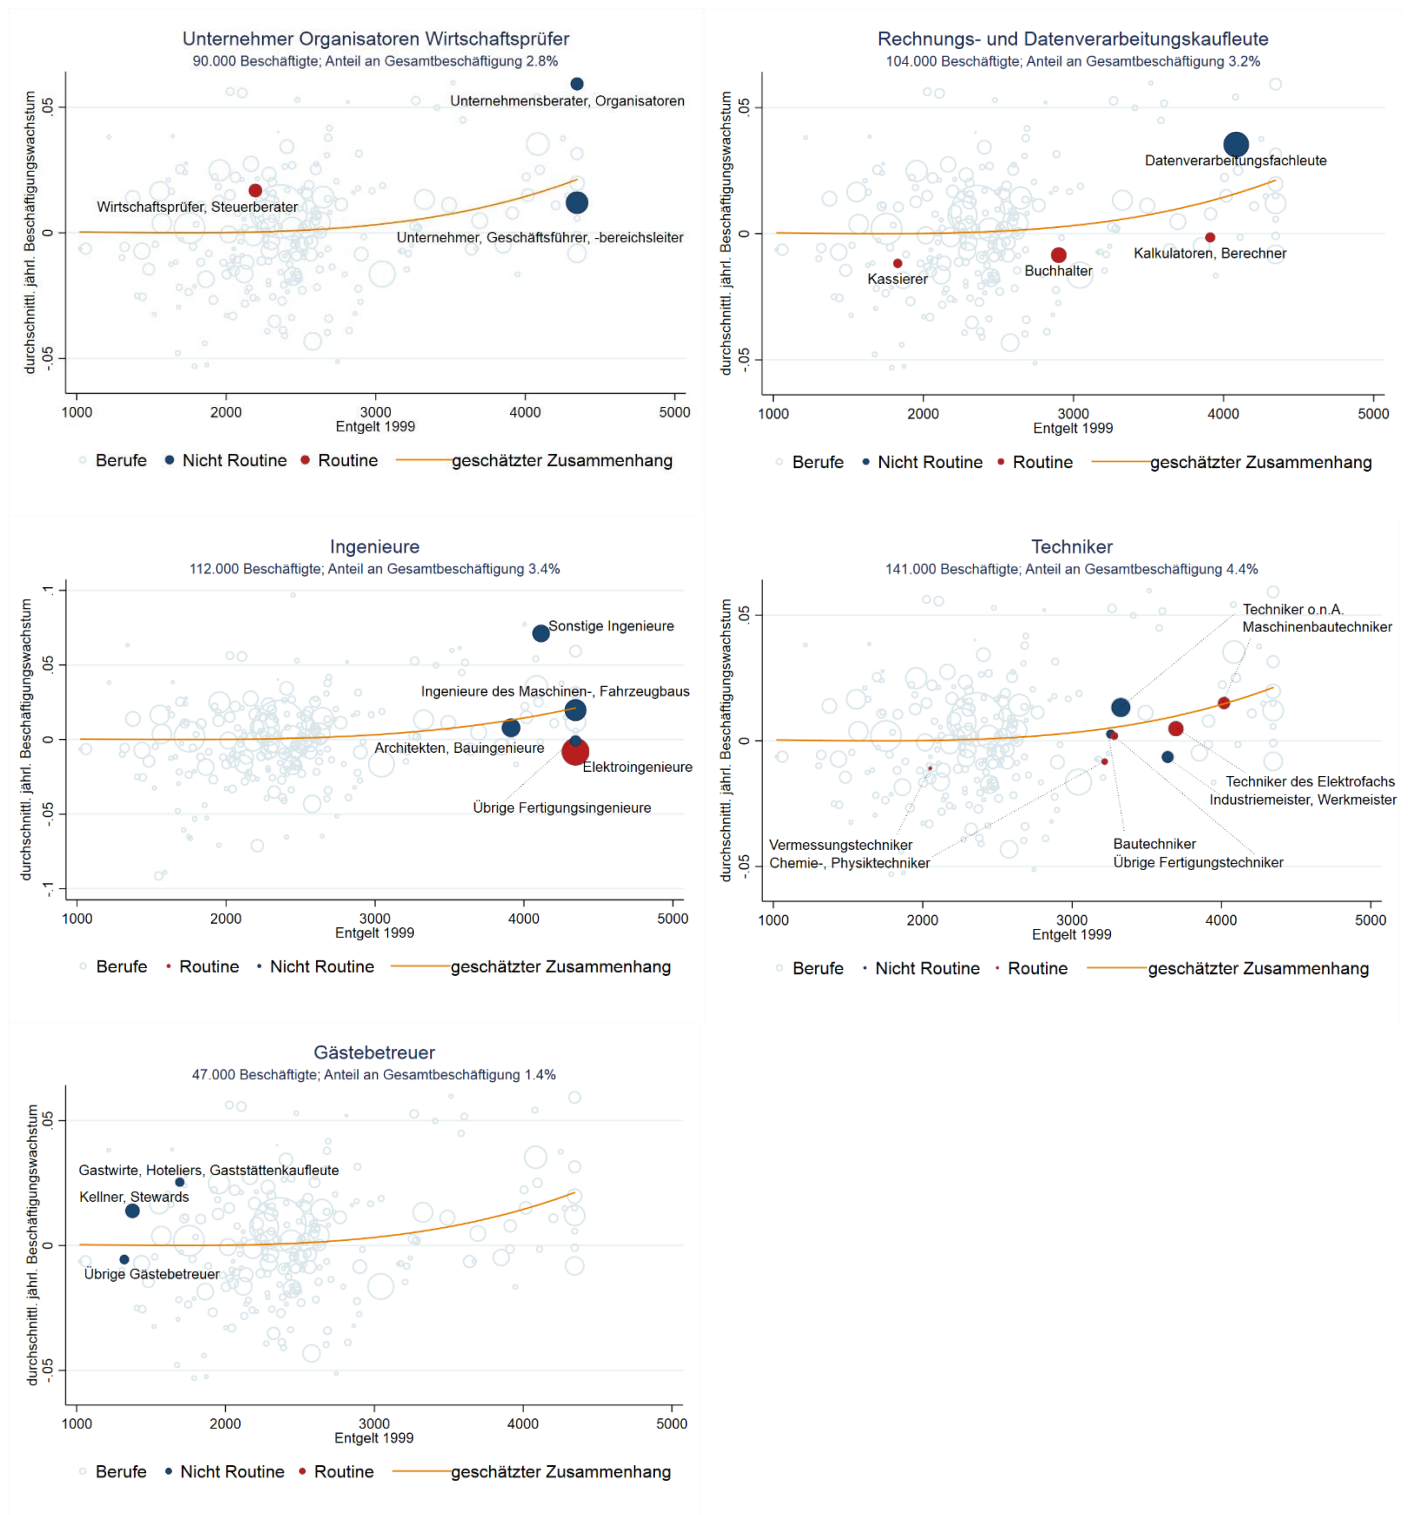 Unternehmer Organisatoren Wirtschaftsprüfer
90.000 Beschäftigte; Anteil an Gesamtbeschäftigung 2.8%
durchschnittl. jährl. Beschäftigungswachstum
.05
0
-.05
Unternehmensberater, Organisatoren
Wirtschaftsprüfer, Steuerberater
Unternehmer, Geschäftsführer, -bereichsleiter
1000 2000 3000 4000 5000
Entgelt 1999
Berufe Nicht Routine Routine geschätzter Zusammenhang
Rechnungs- und Datenverarbeitungskaufleute
104.000 Beschäftigte; Anteil an Gesamtbeschäftigung 3.2%
durchschnittl. jährl. Beschäftigungswachstum
.05
0
-.05
Datenverarbeitungsfachleute
Kalkulatoren, Berechner
Buchhalter
Kassierer
1000 2000 3000 4000 5000
Entgelt 1999
Berufe Nicht Routine Routine geschätzter Zusammenhang
Ingenieure
112.000 Beschäftigte; Anteil an Gesamtbeschäftigung 3.4%
durchschnittl. jährl. Beschäftigungswachstum
.1
.05
0
-.05
-.1
Sonstige Ingenieure
Ingenieure des Maschinen-, Fahrzeugbaus
Architekten, Bauingenieure
Elektroingenieure
Übrige Fertigungsingenieure
1000 2000 3000 4000 5000
Entgelt 1999
Berufe Routine Nicht Routine geschätzter Zusammenhang
Techniker
141.000 Beschäftigte; Anteil an Gesamtbeschäftigung 4.4%
durchschnittl. jährl. Beschäftigungswachstum
.05
0
-.05
Techniker o.n.A.
Maschinenbautechniker
Techniker des Elektrofachs
Industriemeister, Werkmeister
Vermessungstechniker
Chemie-, Physiktechniker
Bautechniker
Übrige Fertigungstechniker
1000 2000 3000 4000 5000
Entgelt 1999
Berufe Nicht Routine Routine geschätzter Zusammenhang
Gästebetreuer
47.000 Beschäftigte; Anteil an Gesamtbeschäftigung 1.4%
durchschnittl. jährl. Beschäftigungswachstum
.05
0
-.05
Gastwirte, Hoteliers, Gaststättenkaufleute
Kellner, Stewards
Übrige Gästebetreuer
1000 2000 3000 4000 5000
Entgelt 1999
Berufe Nicht Routine Routine geschätzter Zusammenhang